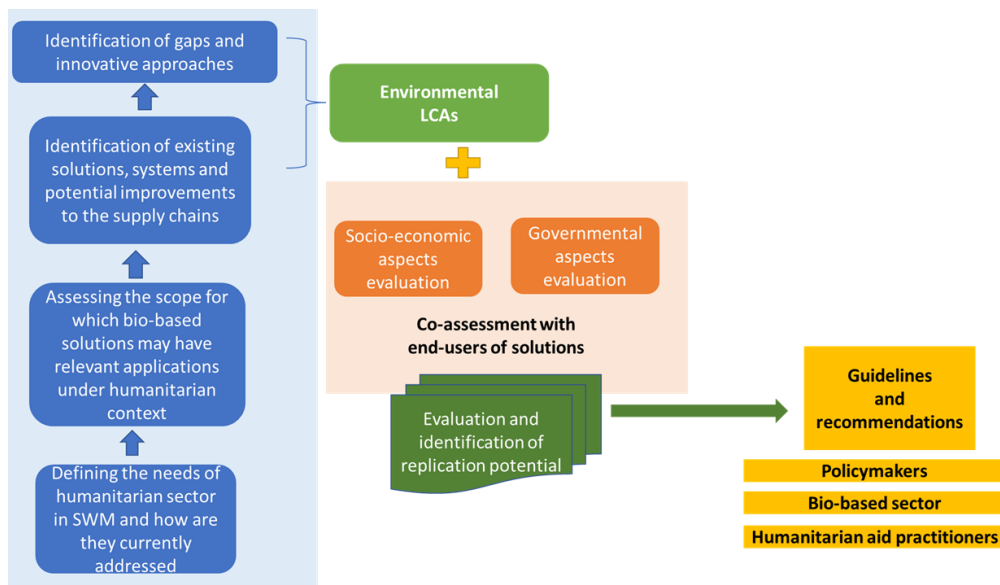 Identification of gaps and
innovative approaches
Identification of existing
solutions, systems and
potential improvements
to the supply chains
Assessing the scope for
which bio-based
solutions may have
relevant applications
under humanitarian
context
Defining the needs of
humanitarian sector
in SWM and how are
they currently
addressed
Environmental
LCAs
Socio-economic
aspects
evaluation
Governmental
aspects
evaluation
Co-assessment with
end-users of solutions
Evaluation and
identification of
replication potential
Guidelines
and
recommendations
Policymakers
Bio-based sector
Humanitarian aid practitioners